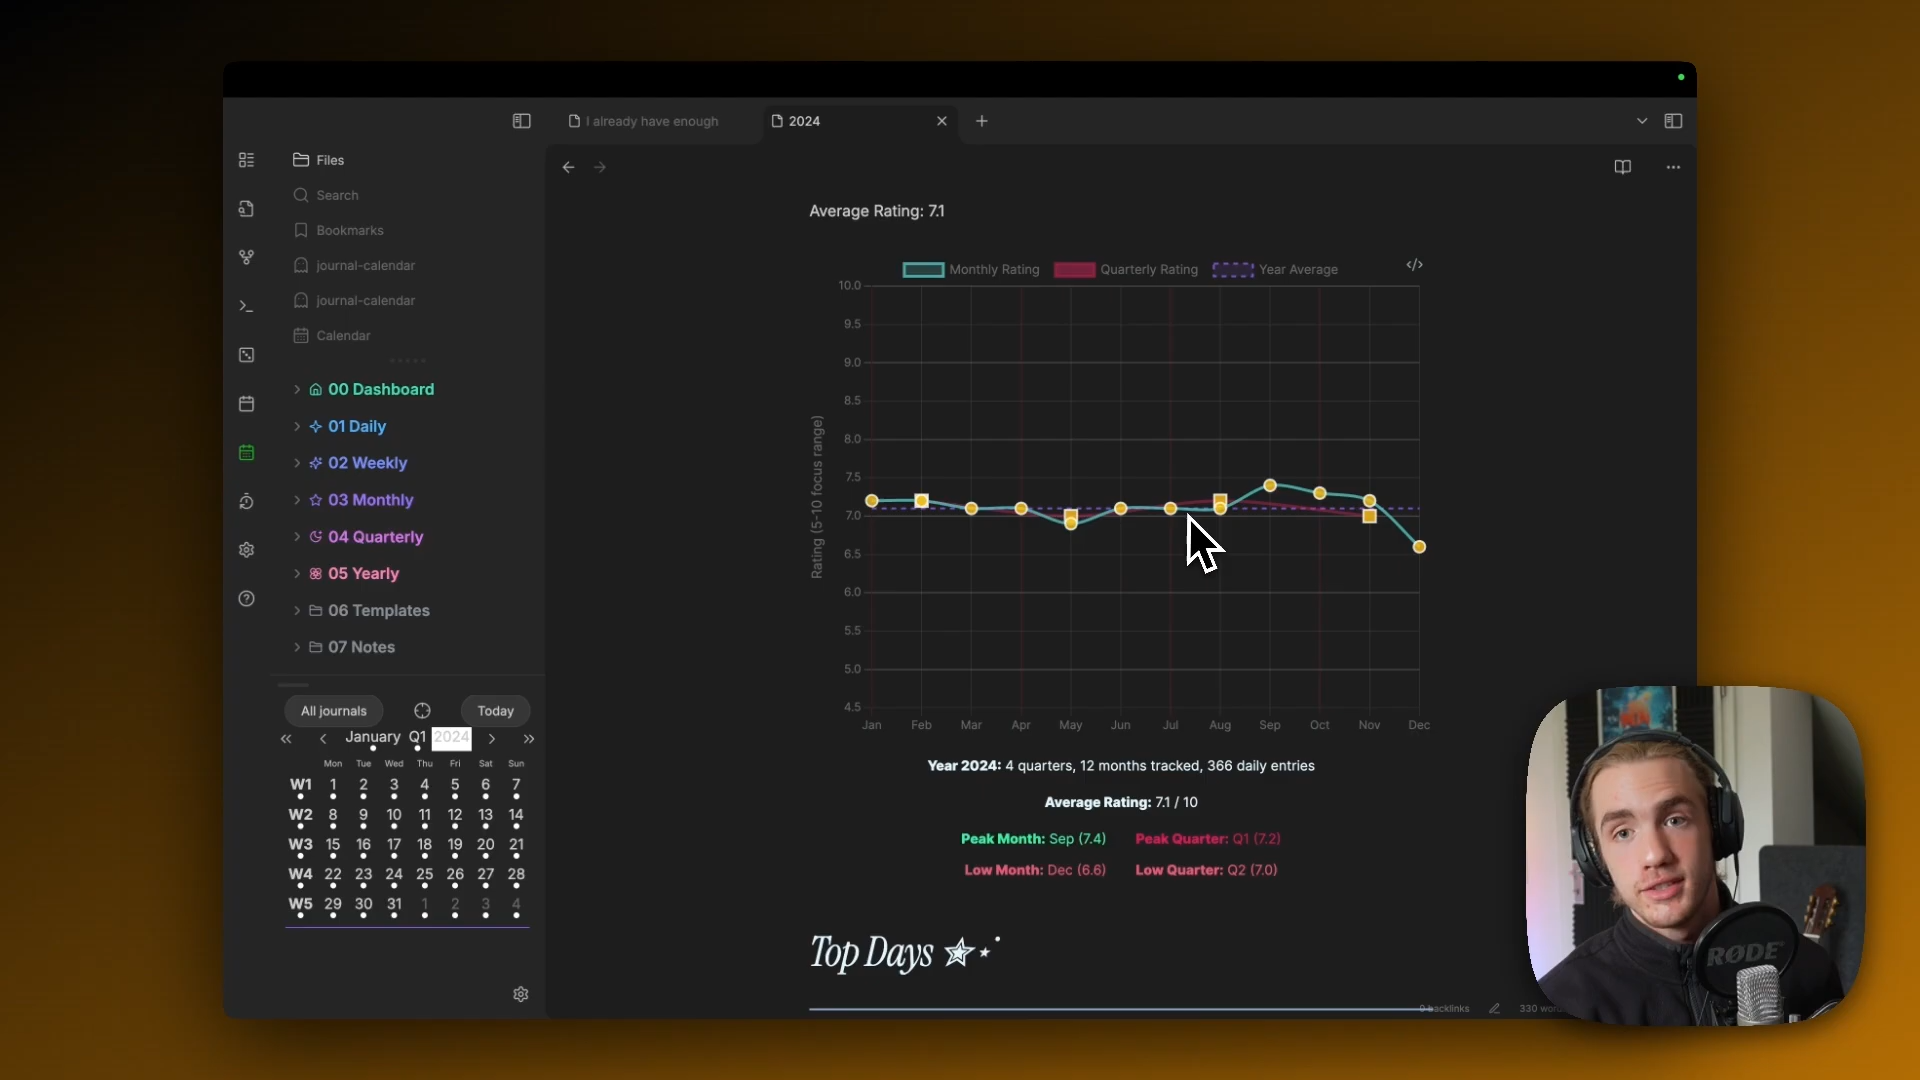 I already have enough
2024
Files
Search
Bookmarks
journal-calendar
journal-calendar
Calendar
00 Dashboard
01 Daily
02 Weekly
03 Monthly
04 Quarterly
05 Yearly
06 Templates
07 Notes
All journals
Today
January Q1 2024
Mon Tue Wed Thu Fri Sat Sun
W1 1 2 3 4 5 6 7
W2 8 9 10 11 12 13 14
W3 15 16 17 18 19 20 21
W4 22 23 24 25 26 27 28
W5 29 30 31 1 2 3 4
Average Rating: 7.1
Monthly Rating Quarterly Rating Year Average
</>
Rating (5-10 focus range)
10.0
9.5
9.0
8.5
8.0
7.5
7.0
6.5
6.0
5.5
5.0
4.5
Jan Feb Mar Apr May Jun Jul Aug Sep Oct Nov Dec
Year 2024: 4 quarters, 12 months tracked, 366 daily entries
Average Rating: 7.1 / 10
Peak Month: Sep (7.4) Peak Quarter: Q1 (7.2)
Low Month: Dec (6.6) Low Quarter: Q2 (7.0)
Top Days
0 backlinks
330
RØDE